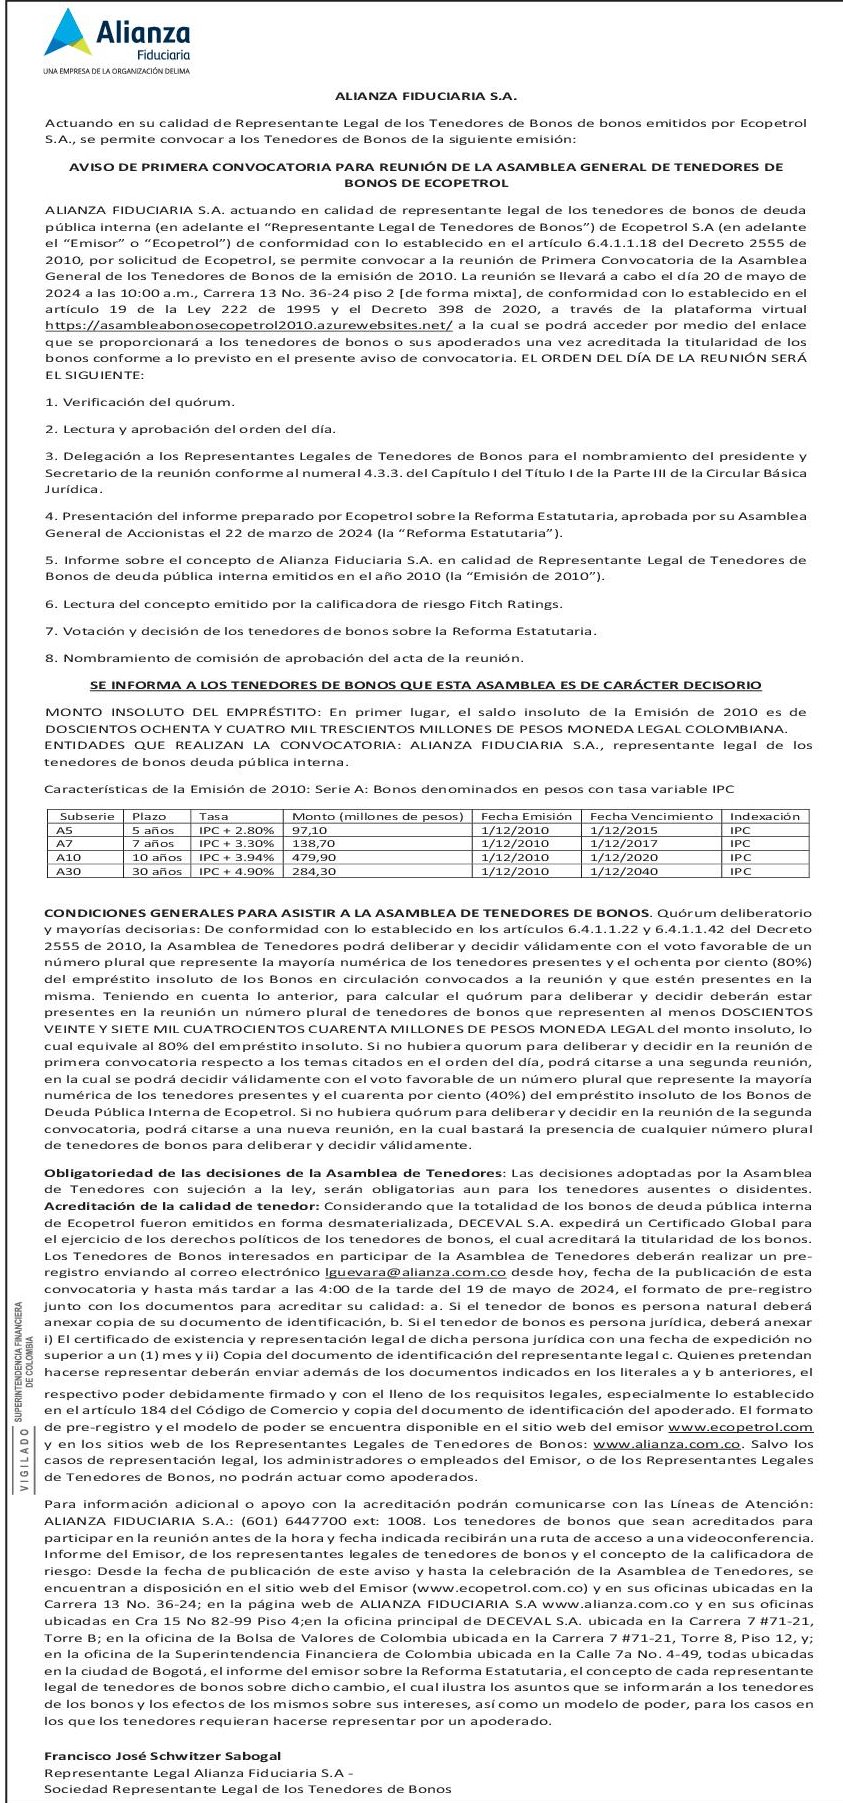 Alianza
Fiduciaria
UNA EMPRESA DE LA ORGANIZACIÓN DELIMA
ALIANZA FIDUCIARIA S.A.
Actuando en su calidad de Representante Legal de los Tenedores de Bonos de bonos emitidos por Ecopetrol
S.A., se permite convocar a los Tenedores de Bonos de la siguiente emisión:
AVISO DE PRIMERA CONVOCATORIA PARA REUNIÓN DE LA ASAMBLEA GENERAL DE TENEDORES DE
BONOS DE ECOPETROL
ALIANZA FIDUCIARIA S.A. actuando en calidad de representante legal de los tenedores de bonos de deuda
pública interna (en adelante el “Representante Legal de Tenedores de Bonos”) de Ecopetrol S.A (en adelante
el “Emisor” o “Ecopetrol”) de conformidad con lo establecido en el artículo 6.4.1.1.18 del Decreto 2555 de
2010, por solicitud de Ecopetrol, se permite convocar a la reunión de Primera Convocatoria de la Asamblea
General de los Tenedores de Bonos de la emisión de 2010. La reunión se llevará a cabo el día 20 de mayo de
2024 a las 10:00 a.m., Carrera 13 No. 36-24 piso 2 [de forma mixta], de conformidad con lo establecido en el
artículo 19 de la Ley 222 de 1995 y el Decreto 398 de 2020, a través de la plataforma virtual
https://asambleabonosecopetrol2010.azurewebsites.net/ a la cual se podrá acceder por medio del enlace
que se proporcionará a los tenedores de bonos o sus apoderados una vez acreditada la titularidad de los
bonos conforme a lo previsto en el presente aviso de convocatoria. EL ORDEN DEL DÍA DE LA REUNIÓN SERÁ
EL SIGUIENTE:
1. Verificación del quórum.
2. Lectura y aprobación del orden del día.
3. Delegación a los Representantes Legales de Tenedores de Bonos para el nombramiento del presidente y
Secretario de la reunión conforme al numeral 4.3.3. del Capítulo I del Título I de la Parte III de la Circular Básica
Jurídica.
4. Presentación del informe preparado por Ecopetrol sobre la Reforma Estatutaria, aprobada por su Asamblea
General de Accionistas el 22 de marzo de 2024 (la “Reforma Estatutaria”).
5. Informe sobre el concepto de Alianza Fiduciaria S.A. en calidad de Representante Legal de Tenedores de
Bonos de deuda pública interna emitidos en el año 2010 (la “Emisión de 2010”).
6. Lectura del concepto emitido por la calificadora de riesgo Fitch Ratings.
7. Votación y decisión de los tenedores de bonos sobre la Reforma Estatutaria.
8. Nombramiento de comisión de aprobación del acta de la reunión.
SE INFORMA A LOS TENEDORES DE BONOS QUE ESTA ASAMBLEA ES DE CARÁCTER DECISORIO
MONTO INSOLUTO DEL EMPRÉSTITO: En primer lugar, el saldo insoluto de la Emisión de 2010 es de
DOSCIENTOS OCHENTA Y CUATRO MIL TRESCIENTOS MILLONES DE PESOS MONEDA LEGAL COLOMBIANA.
ENTIDADES QUE REALIZAN LA CONVOCATORIA: ALIANZA FIDUCIARIA S.A., representante legal de los
tenedores de bonos deuda pública interna.
Características de la Emisión de 2010: Serie A: Bonos denominados en pesos con tasa variable IPC
Subserie Plazo Tasa Monto (millones de pesos) Fecha Emisión Fecha Vencimiento Indexación
A5 5 años IPC + 2.80% 97,10 1/12/2010 1/12/2015 IPC
A7 7 años IPC + 3.30% 138,70 1/12/2010 1/12/2017 IPC
A10 10 años IPC + 3.94% 479,90 1/12/2010 1/12/2020 IPC
A30 30 años IPC + 4.90% 284,30 1/12/2010 1/12/2040 IPC
CONDICIONES GENERALES PARA ASISTIR A LA ASAMBLEA DE TENEDORES DE BONOS. Quórum deliberatorio
y mayorías decisorias: De conformidad con lo establecido en los artículos 6.4.1.1.22 y 6.4.1.1.42 del Decreto
2555 de 2010, la Asamblea de Tenedores podrá deliberar y decidir válidamente con el voto favorable de un
número plural que represente la mayoría numérica de los tenedores presentes y el ochenta por ciento (80%)
del empréstito insoluto de los Bonos en circulación convocados a la reunión y que estén presentes en la
misma. Teniendo en cuenta lo anterior, para calcular el quórum para deliberar y decidir deberán estar
presentes en la reunión un número plural de tenedores de bonos que representen al menos DOSCIENTOS
VEINTE Y SIETE MIL CUATROCIENTOS CUARENTA MILLONES DE PESOS MONEDA LEGAL del monto insoluto, lo
cual equivale al 80% del empréstito insoluto. Si no hubiera quorum para deliberar y decidir en la reunión de
primera convocatoria respecto a los temas citados en el orden del día, podrá citarse a una segunda reunión,
en la cual se podrá decidir válidamente con el voto favorable de un número plural que represente la mayoría
numérica de los tenedores presentes y el cuarenta por ciento (40%) del empréstito insoluto de los Bonos de
Deuda Pública Interna de Ecopetrol. Si no hubiera quórum para deliberar y decidir en la reunión de la segunda
convocatoria, podrá citarse a una nueva reunión, en la cual bastará la presencia de cualquier número plural
de tenedores de bonos para deliberar y decidir válidamente.
Obligatoriedad de las decisiones de la Asamblea de Tenedores: Las decisiones adoptadas por la Asamblea
de Tenedores con sujeción a la ley, serán obligatorias aun para los tenedores ausentes o disidentes.
Acreditación de la calidad de tenedor: Considerando que la totalidad de los bonos de deuda pública interna
de Ecopetrol fueron emitidos en forma desmaterializada, DECEVAL S.A. expedirá un Certificado Global para
el ejercicio de los derechos políticos de los tenedores de bonos, el cual acreditará la titularidad de los bonos.
Los Tenedores de Bonos interesados en participar de la Asamblea de Tenedores deberán realizar un pre-
registro enviando al correo electrónico lguevara@alianza.com.co desde hoy, fecha de la publicación de esta
convocatoria y hasta más tardar a las 4:00 de la tarde del 19 de mayo de 2024, el formato de pre-registro
junto con los documentos para acreditar su calidad: a. Si el tenedor de bonos es persona natural deberá
anexar copia de su documento de identificación, b. Si el tenedor de bonos es persona jurídica, deberá anexar
i) El certificado de existencia y representación legal de dicha persona jurídica con una fecha de expedición no
superior a un (1) mes y ii) Copia del documento de identificación del representante legal c. Quienes pretendan
hacerse representar deberán enviar además de los documentos indicados en los literales a y b anteriores, el
respectivo poder debidamente firmado y con el lleno de los requisitos legales, especialmente lo establecido
en el artículo 184 del Código de Comercio y copia del documento de identificación del apoderado. El formato
de pre-registro y el modelo de poder se encuentra disponible en el sitio web del emisor www.ecopetrol.com
y en los sitios web de los Representantes Legales de Tenedores de Bonos: www.alianza.com.co. Salvo los
casos de representación legal, los administradores o empleados del Emisor, o de los Representantes Legales
de Tenedores de Bonos, no podrán actuar como apoderados.
VIGILADO SUPERINTENDENCIA FINANCIERA
DE COLOMBIA
Para información adicional o apoyo con la acreditación podrán comunicarse con las Líneas de Atención:
ALIANZA FIDUCIARIA S.A.: (601) 6447700 ext: 1008. Los tenedores de bonos que sean acreditados para
participar en la reunión antes de la hora y fecha indicada recibirán una ruta de acceso a una videoconferencia.
Informe del Emisor, de los representantes legales de tenedores de bonos y el concepto de la calificadora de
riesgo: Desde la fecha de publicación de este aviso y hasta la celebración de la Asamblea de Tenedores, se
encuentran a disposición en el sitio web del Emisor (www.ecopetrol.com.co) y en sus oficinas ubicadas en la
Carrera 13 No. 36-24; en la página web de ALIANZA FIDUCIARIA S.A www.alianza.com.co y en sus oficinas
ubicadas en Cra 15 No 82-99 Piso 4;en la oficina principal de DECEVAL S.A. ubicada en la Carrera 7 #71-21,
Torre B; en la oficina de la Bolsa de Valores de Colombia ubicada en la Carrera 7 #71-21, Torre 8, Piso 12, y;
en la oficina de la Superintendencia Financiera de Colombia ubicada en la Calle 7a No. 4-49, todas ubicadas
en la ciudad de Bogotá, el informe del emisor sobre la Reforma Estatutaria, el concepto de cada representante
legal de tenedores de bonos sobre dicho cambio, el cual ilustra los asuntos que se informarán a los tenedores
de los bonos y los efectos de los mismos sobre sus intereses, así como un modelo de poder, para los casos en
los que los tenedores requieran hacerse representar por un apoderado.
Francisco José Schwitzer Sabogal
Representante Legal Alianza Fiduciaria S.A -
Sociedad Representante Legal de los Tenedores de Bonos